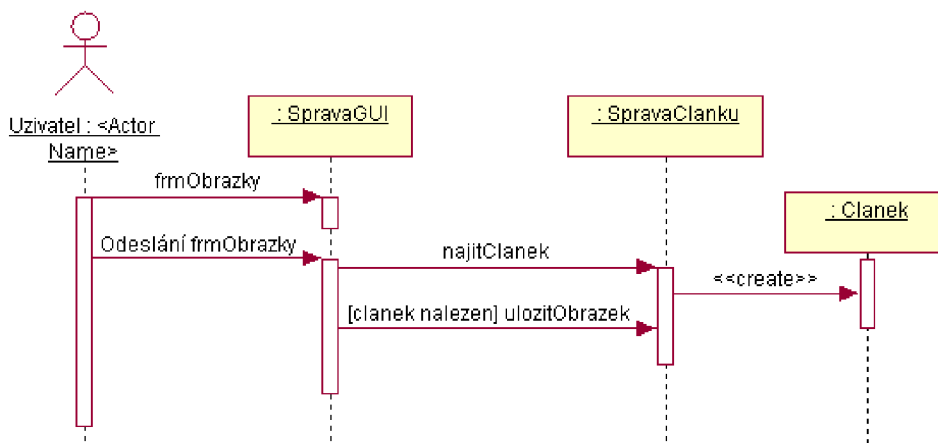 Uzivatel : <Actor
Name>
: SpravaGUI
: SpravaClanku
: Clanek
frmObrazky
Odeslání frmObrazky
najitClanek
<<create>>
[clanek nalezen] ulozitObrazek